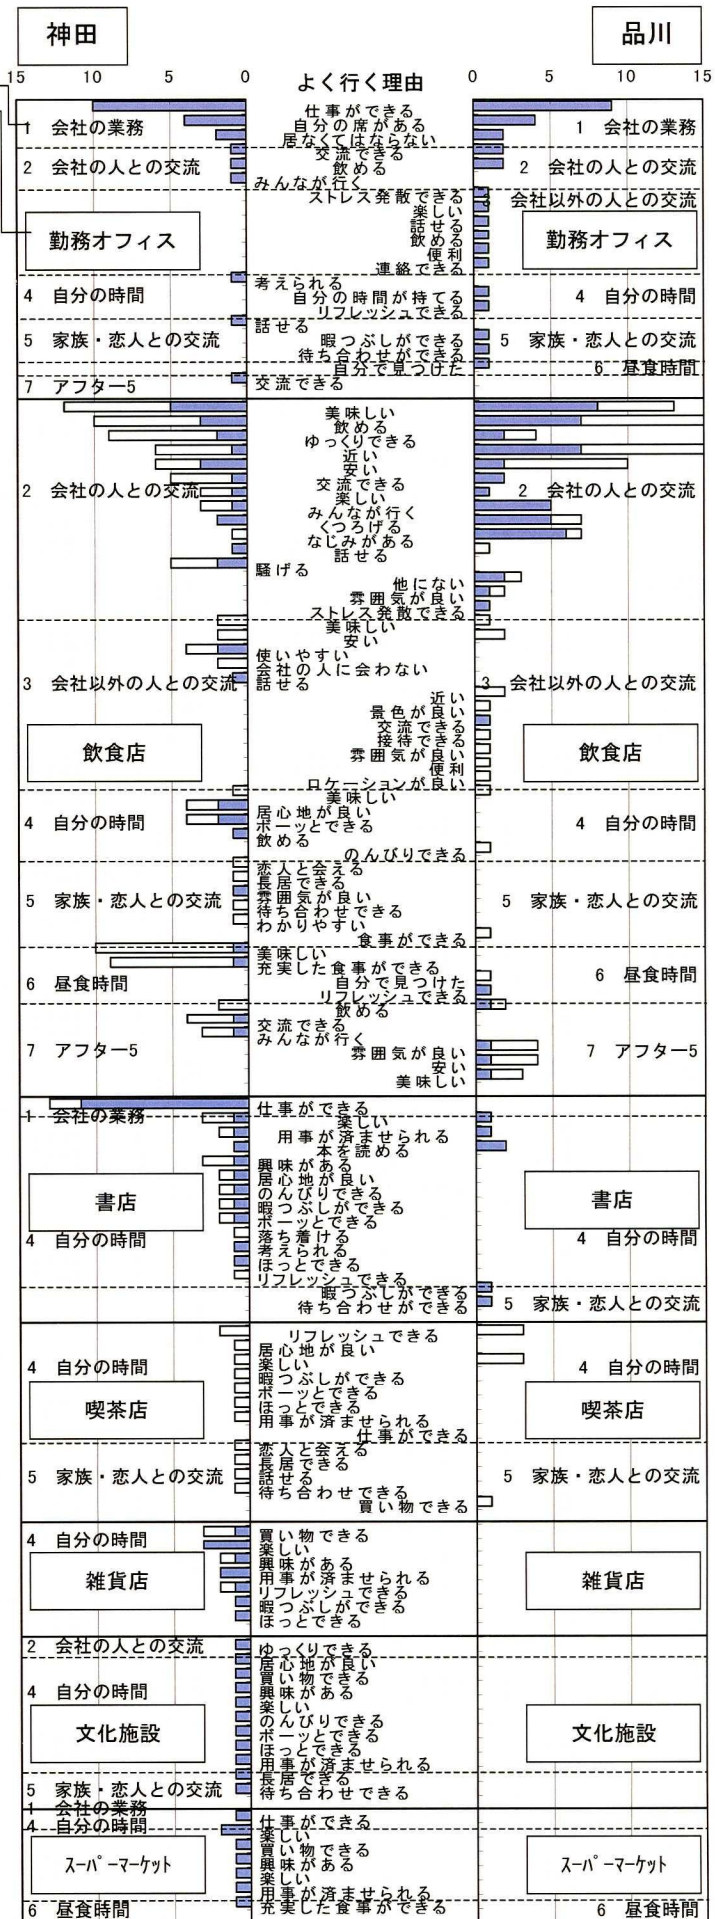 神田
品川
15 10 5 0 よく行く理由 0 5 10 15
仕事ができる
1 会社の業務 自分の席がある 1 会社の業務
居なくてはならない
交流できる
2 会社の人との交流 飲める 2 会社の人との交流
みんなが行く
ストレス発散できる 3 会社以外の人との交流
楽しい
話せる
勤務オフィス 飲める 勤務オフィス
便利
連絡できる
考えられる
4 自分の時間 自分の時間が持てる 4 自分の時間
リフレッシュできる
話せる
5 家族・恋人との交流 暇つぶしができる 5 家族・恋人との交流
待ち合わせができる
自分で見つけた 6 昼食時間
7 アフター5 交流できる
美味しい
飲める
ゆっくりできる
近い
安い
2 会社の人との交流 交流できる 2 会社の人との交流
楽しい
みんなが行く
くつろげる
なじみがある
話せる
騒げる
他にない
雰囲気が良い
ストレス発散できる
美味しい
安い
使いやすい
会社の人に会わない
3 会社以外の人との交流 話せる 3 会社以外の人との交流
近い
景色が良い
交流できる
接待できる
飲食店 雰囲気が良い 飲食店
便利
ロケーションが良い
美味しい
居心地が良い
4 自分の時間 ボーッとできる 4 自分の時間
飲める
のんびりできる
恋人と会える
長居できる
5 家族・恋人との交流 雰囲気が良い 5 家族・恋人との交流
待ち合わせできる
わかりやすい
食事ができる
美味しい
充実した食事ができる
6 昼食時間 自分で見つけた 6 昼食時間
リフレッシュできる
飲める
交流できる
みんなが行く
7 アフター5 雰囲気が良い 7 アフター5
安い
美味しい
1 会社の業務 仕事ができる
楽しい
用事が済ませられる
本を読める
興味がある
居心地が良い
書店 のんびりできる 書店
暇つぶしができる
ボーッとできる
4 自分の時間 落ち着ける 4 自分の時間
考えられる
ほっとできる
リフレッシュできる
暇つぶしができる
待ち合わせができる 5 家族・恋人との交流
リフレッシュできる
居心地が良い
4 自分の時間 楽しい 4 自分の時間
暇つぶしができる
ボーッとできる
喫茶店 ほっとできる 喫茶店
用事が済ませられる
仕事ができる
恋人と会える
長居できる
5 家族・恋人との交流 話せる 5 家族・恋人との交流
待ち合わせできる
買い物できる
4 自分の時間 買い物できる
楽しい
興味がある
雑貨店 用事が済ませられる 雑貨店
リフレッシュできる
暇つぶしができる
ほっとできる
2 会社の人との交流 ゆっくりできる
居心地が良い
買い物できる
4 自分の時間 興味がある
楽しい
のんびりできる
文化施設 ボーッとできる 文化施設
ほっとできる
用事が済ませられる
長居できる
5 家族・恋人との交流 待ち合わせできる
1 会社の業務
4 自分の時間 仕事ができる
楽しい
買い物できる
スーパーマーケット 興味がある スーパーマーケット
楽しい
用事が済ませられる
6 昼食時間 充実した食事ができる 6 昼食時間